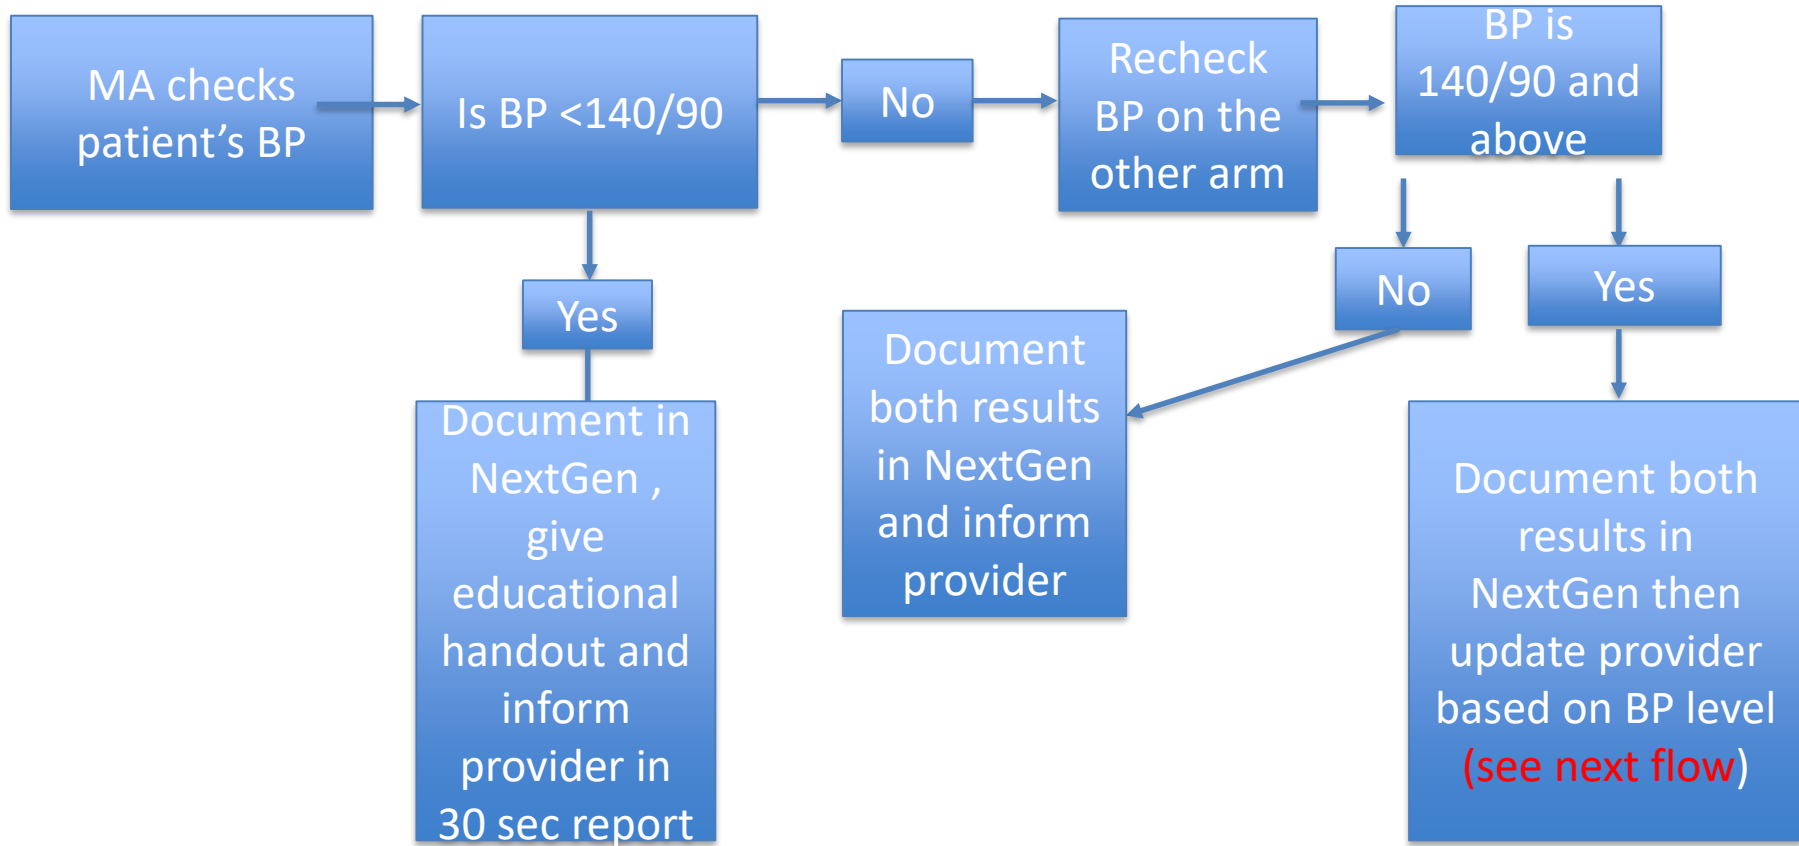 MA checks
patient’s BP
Is BP <140/90
No
Recheck
BP on the
other arm
BP is
140/90 and
above
Yes
Document in
NextGen ,
give
educational
handout and
inform
provider in
30 sec report
No
Document
both results
in NextGen
and inform
provider
Yes
Document both
results in
NextGen then
update provider
based on BP level
(see next flow)